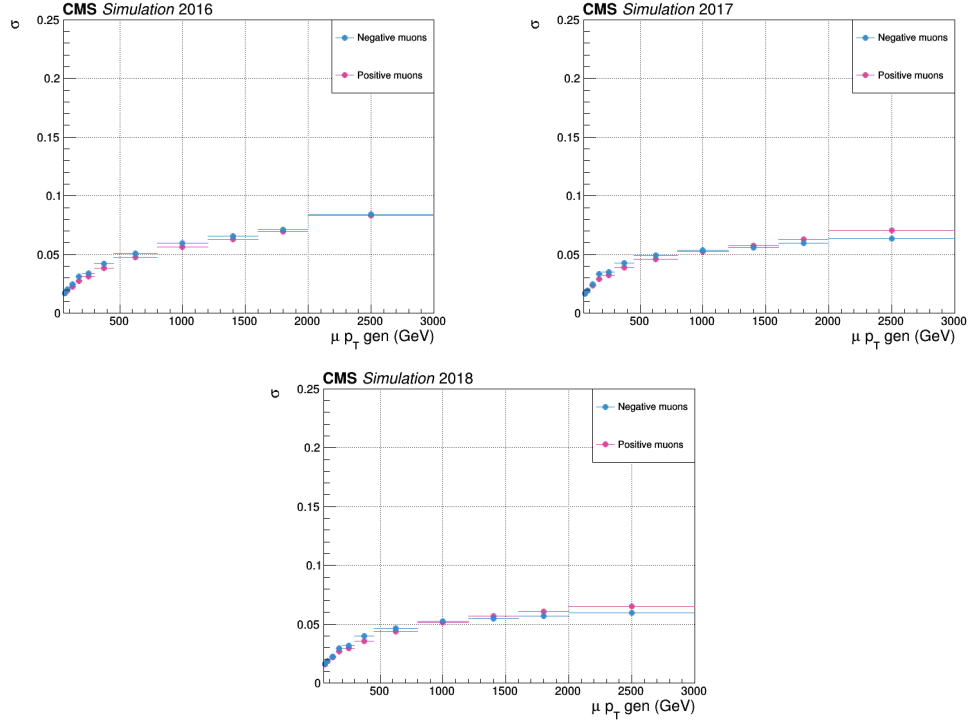 CMS Simulation 2016
σ
0.25
0.2
0.15
0.1
0.05
0
500 1000 1500 2000 2500 3000
μ p_T gen (GeV)
Negative muons
Positive muons
CMS Simulation 2017
σ
0.25
0.2
0.15
0.1
0.05
0
500 1000 1500 2000 2500 3000
μ p_T gen (GeV)
Negative muons
Positive muons
CMS Simulation 2018
σ
0.25
0.2
0.15
0.1
0.05
0
500 1000 1500 2000 2500 3000
μ p_T gen (GeV)
Negative muons
Positive muons